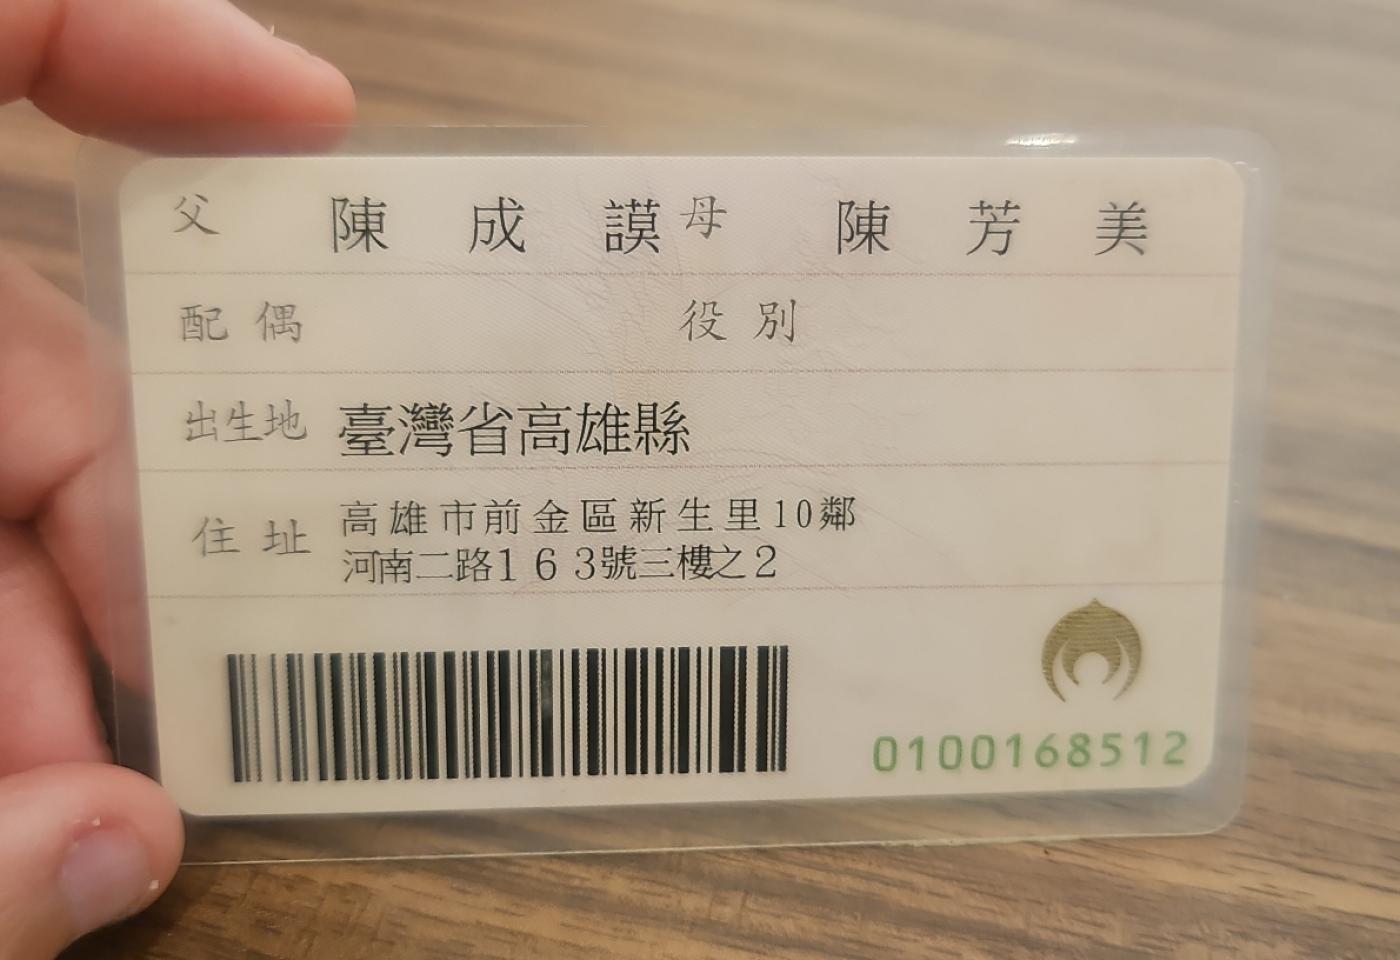 父 陳成謨 母 陳芳美
配偶 役別
出生地 臺灣省高雄縣
住址 高雄市前金區新生里10鄰
河南二路163號三樓之2
0100168512